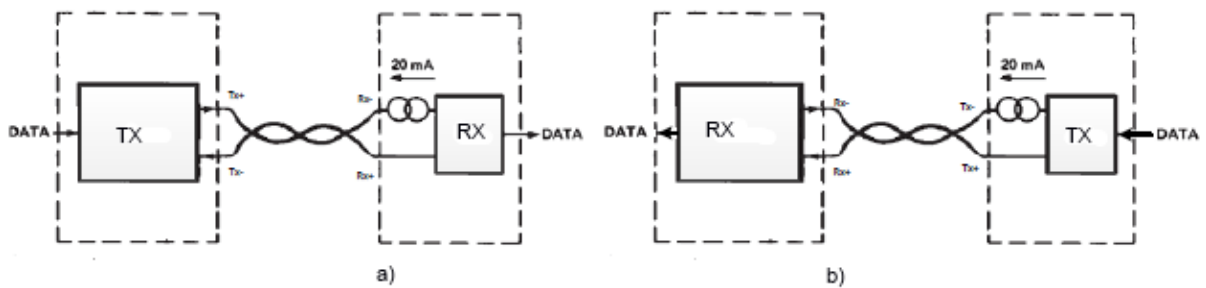 20 mA
Tx+
Rx-
DATA
TX
RX
DATA
Tx-
Rx+
a)
20 mA
Rx-
Tx-
DATA
RX
TX
DATA
Rx+
Tx+
b)